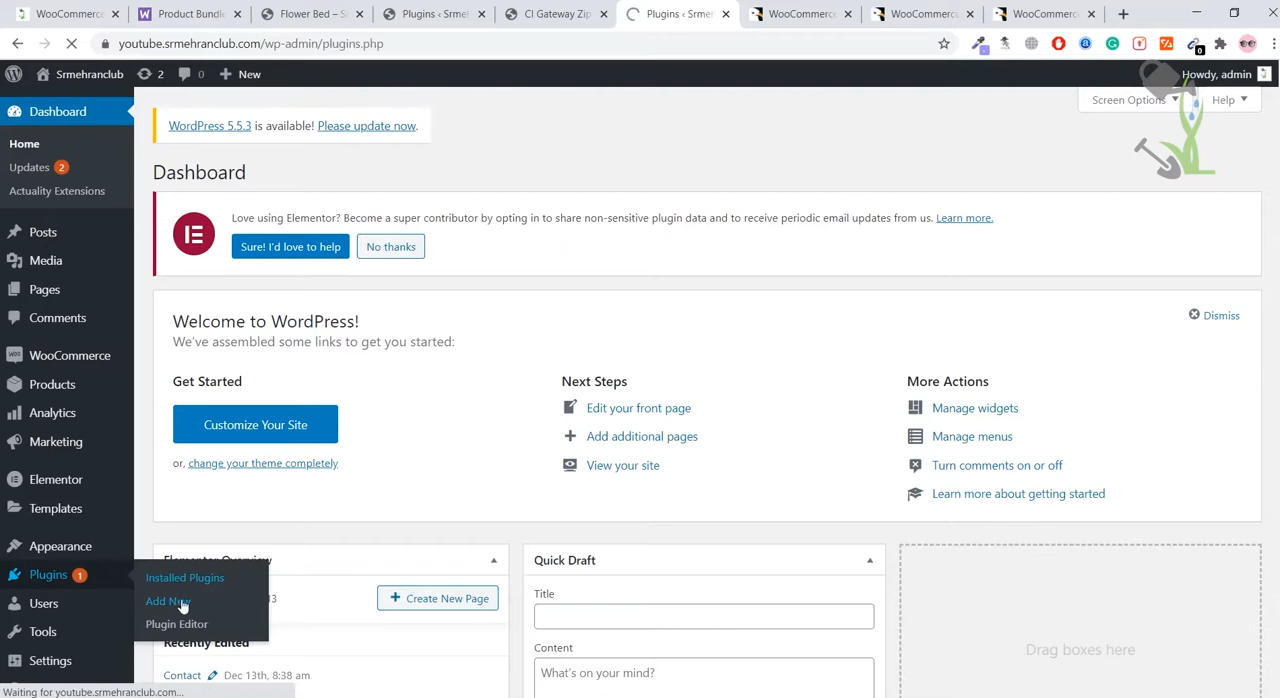 WooCommerc
Product Bundle
Flower Bed – S
Plugins ‹ Srmeh
CI Gateway Zip
Plugins ‹ Srmeh
WooCommerce
WooCommerc
WooCommerc
youtube.srmehranclub.com/wp-admin/plugins.php
Srmehranclub
2
0
+ New
Howdy, admin
Dashboard
Home
Updates 2
Actuality Extensions
Posts
Media
Pages
Comments
WooCommerce
Products
Analytics
Marketing
Elementor
Templates
Appearance
Plugins 1
Users
Tools
Settings
Installed Plugins
Add New
Plugin Editor
Screen Options
Help
WordPress 5.5.3 is available! Please update now.
Dashboard
Love using Elementor? Become a super contributor by opting in to share non-sensitive plugin data and to receive periodic email updates from us. Learn more.
Sure! I'd love to help
No thanks
Welcome to WordPress!
We've assembled some links to get you started:
Dismiss
Get Started
Customize Your Site
or, change your theme completely
Next Steps
Edit your front page
Add additional pages
View your site
More Actions
Manage widgets
Manage menus
Turn comments on or off
Learn more about getting started
Elementor Overview
13
+ Create New Page
Recently Edited
Contact Dec 13th, 8:38 am
Quick Draft
Title
Content
What's on your mind?
Drag boxes here
Waiting for youtube.srmehranclub.com...